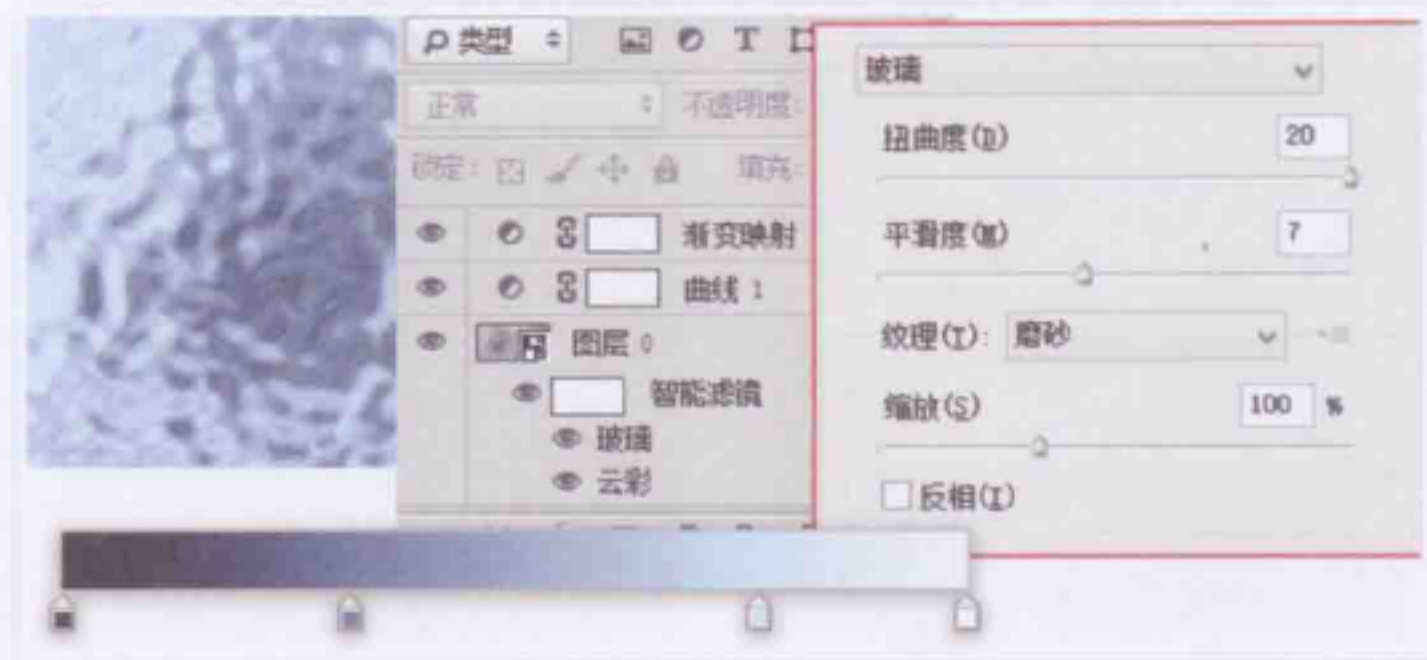 类型
T
正常
不透明度:
锁定:
填充:
渐变映射
曲线 1
图层 0
智能滤镜
玻璃
云彩
玻璃
扭曲度(D)
20
平滑度(M)
7
纹理(T): 磨砂
缩放(S)
100 %
反相(I)